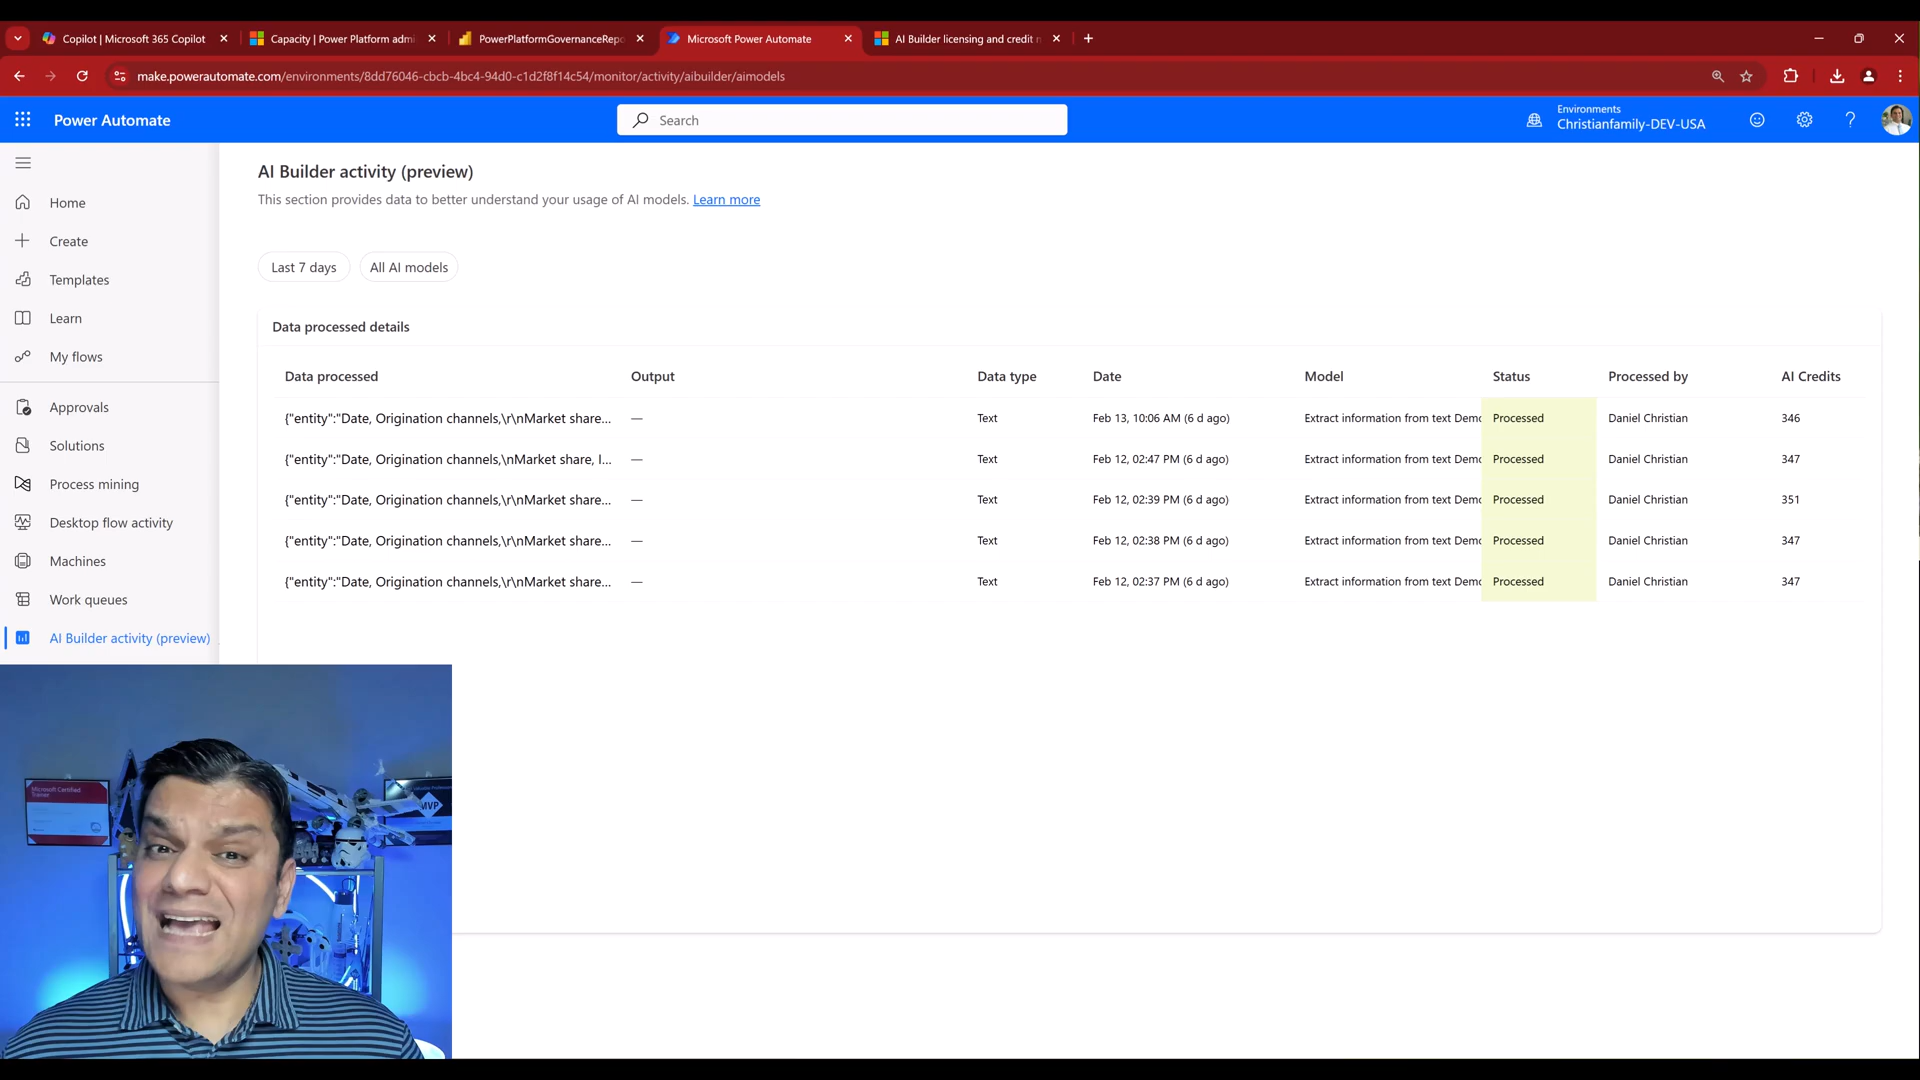 Copilot | Microsoft 365 Copilot
Capacity | Power Platform admi
PowerPlatformGovernanceRepo
Microsoft Power Automate
AI Builder licensing and credit
make.powerautomate.com/environments/8dd76046-cbcb-4bc4-94d0-c1d2f8f14c54/monitor/activity/aibuilder/aimodels
Power Automate
Search
Environments
Christianfamily-DEV-USA
AI Builder activity (preview)
This section provides data to better understand your usage of AI models. Learn more
Home
Create
Templates
Learn
My flows
Approvals
Solutions
Process mining
Desktop flow activity
Machines
Work queues
AI Builder activity (preview)
Last 7 days
All AI models
Data processed details
Data processed Output Data type Date Model Status Processed by AI Credits
{"entity":"Date, Origination channels,\r\nMarket share... — Text Feb 13, 10:06 AM (6 d ago) Extract information from text Demo Processed Daniel Christian 346
{"entity":"Date, Origination channels,\nMarket share, l... — Text Feb 12, 02:47 PM (6 d ago) Extract information from text Demo Processed Daniel Christian 347
{"entity":"Date, Origination channels,\r\nMarket share... — Text Feb 12, 02:39 PM (6 d ago) Extract information from text Demo Processed Daniel Christian 351
{"entity":"Date, Origination channels,\r\nMarket share... — Text Feb 12, 02:38 PM (6 d ago) Extract information from text Demo Processed Daniel Christian 347
{"entity":"Date, Origination channels,\r\nMarket share... — Text Feb 12, 02:37 PM (6 d ago) Extract information from text Demo Processed Daniel Christian 347
Microsoft Certified
Trainer
MVP